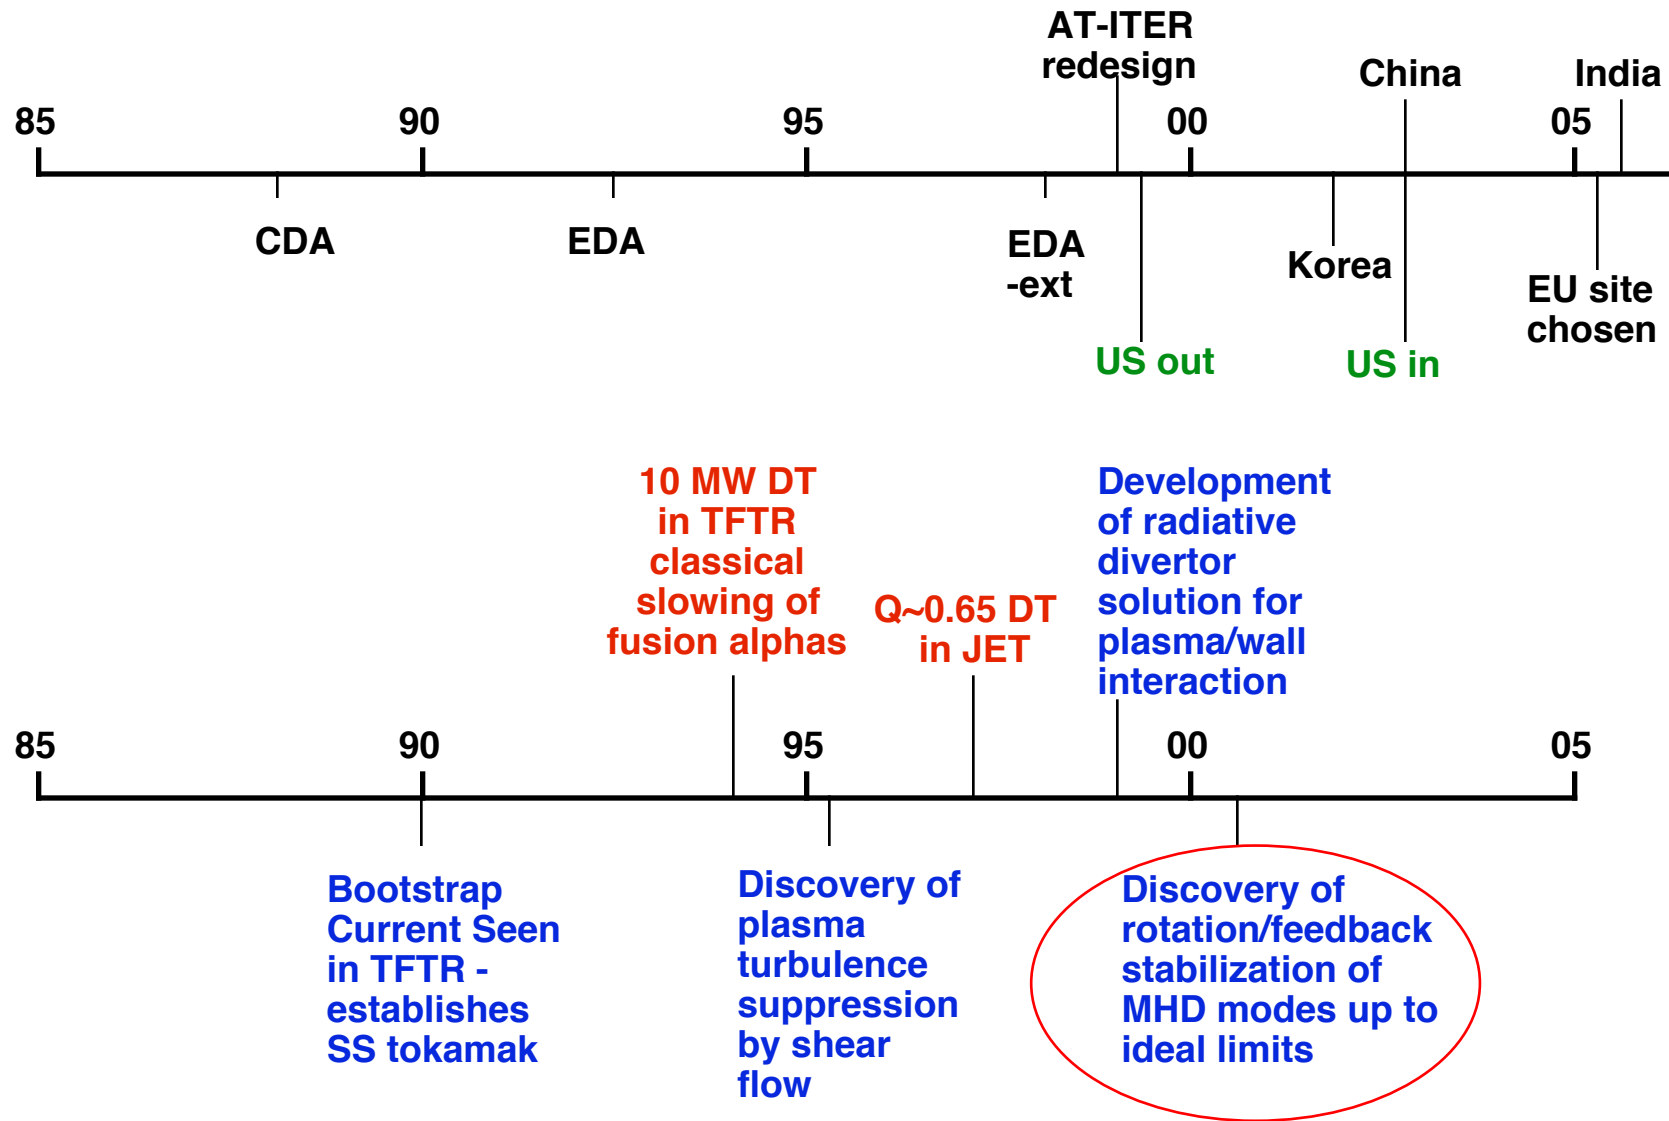 AT-ITER
redesign
China
India
85
90
95
00
05
CDA
EDA
EDA
-ext
Korea
EU site
chosen
US out
US in
10 MW DT
in TFTR
classical
slowing of
fusion alphas
Q~0.65 DT
in JET
Development
of radiative
divertor
solution for
plasma/wall
interaction
85
90
95
00
05
Bootstrap
Current Seen
in TFTR -
establishes
SS tokamak
Discovery of
plasma
turbulence
suppression
by shear
flow
Discovery of
rotation/feedback
stabilization of
MHD modes up to
ideal limits